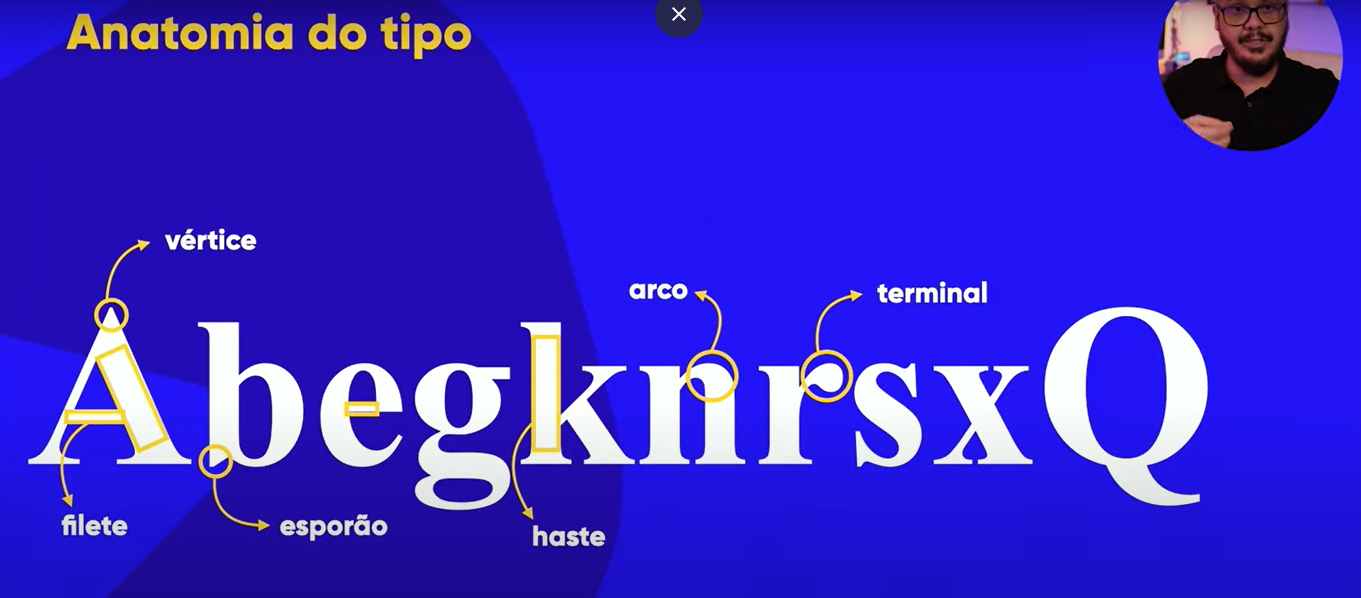 Anatomia do tipo
vértice
arco
terminal
AbegknrsxQ
filete
esporão
haste